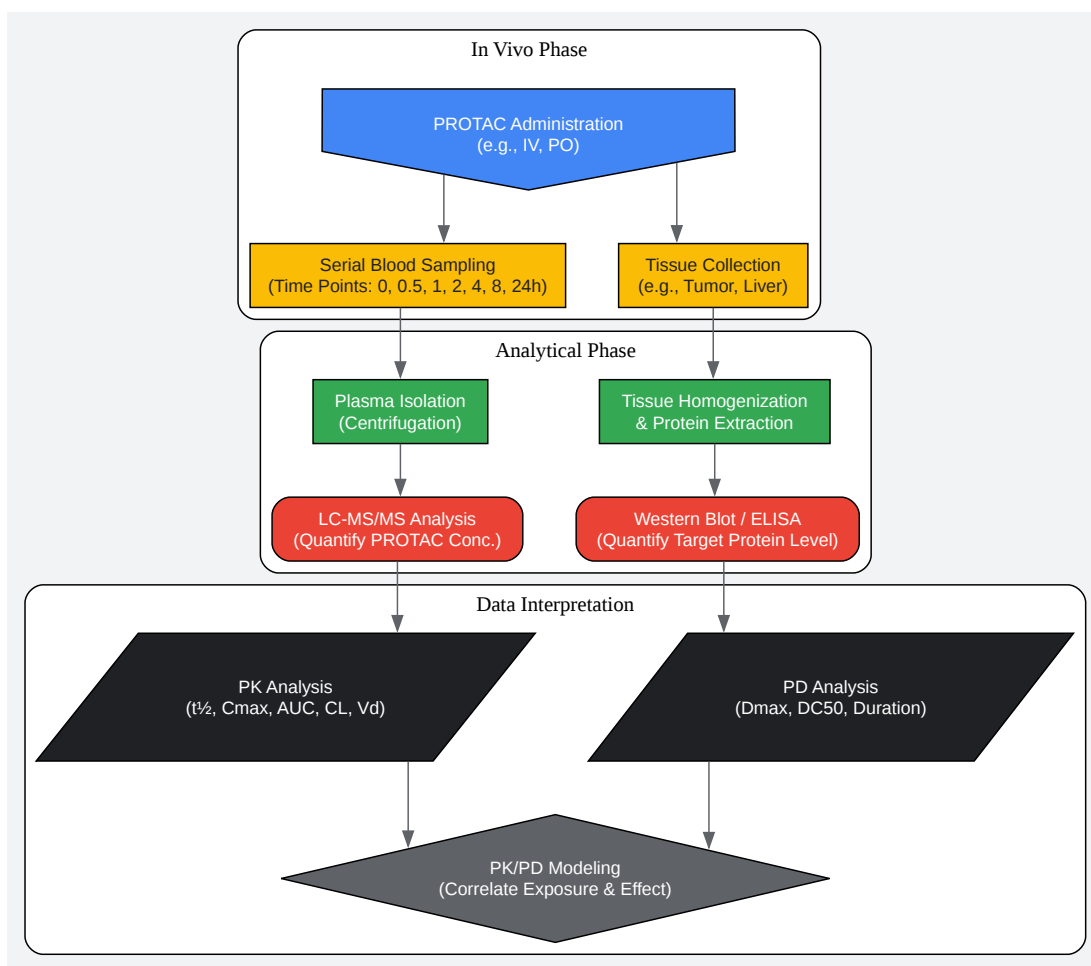 In Vivo Phase
PROTAC Administration
(e.g., IV, PO)
Serial Blood Sampling
(Time Points: 0, 0.5, 1, 2, 4, 8, 24h)
Tissue Collection
(e.g., Tumor, Liver)
Analytical Phase
Plasma Isolation
(Centrifugation)
Tissue Homogenization
& Protein Extraction
LC-MS/MS Analysis
(Quantify PROTAC Conc.)
Western Blot / ELISA
(Quantify Target Protein Level)
Data Interpretation
PK Analysis
(t½, Cmax, AUC, CL, Vd)
PD Analysis
(Dmax, DC50, Duration)
PK/PD Modeling
(Correlate Exposure & Effect)